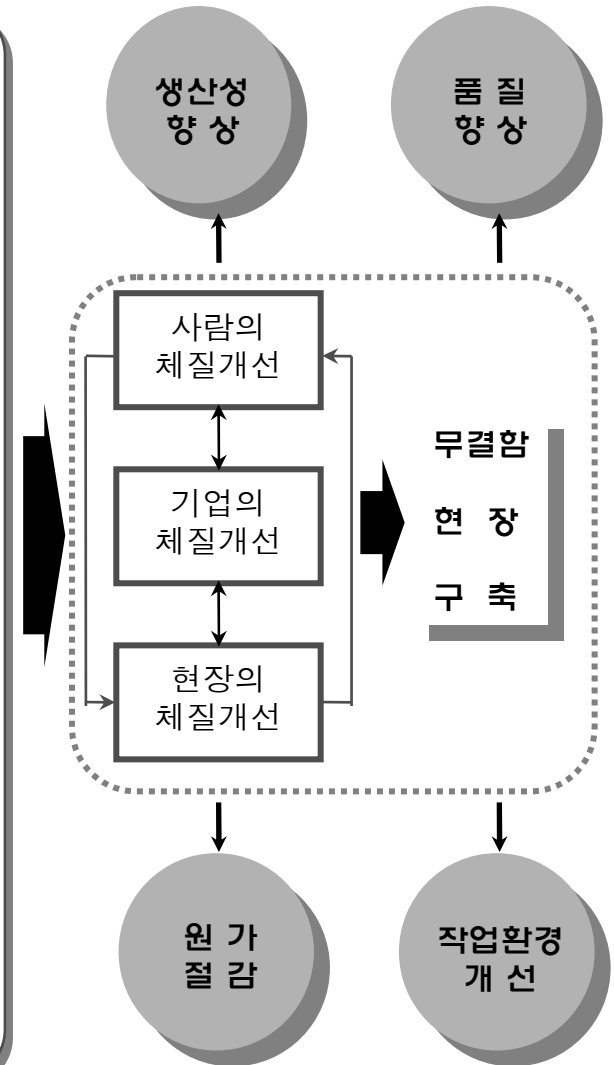 생산성
향 상
품 질
향 상
사람의
체질개선
기업의
체질개선
현장의
체질개선
무결함
현 장
구 축
원 가
절 감
작업환경
개 선